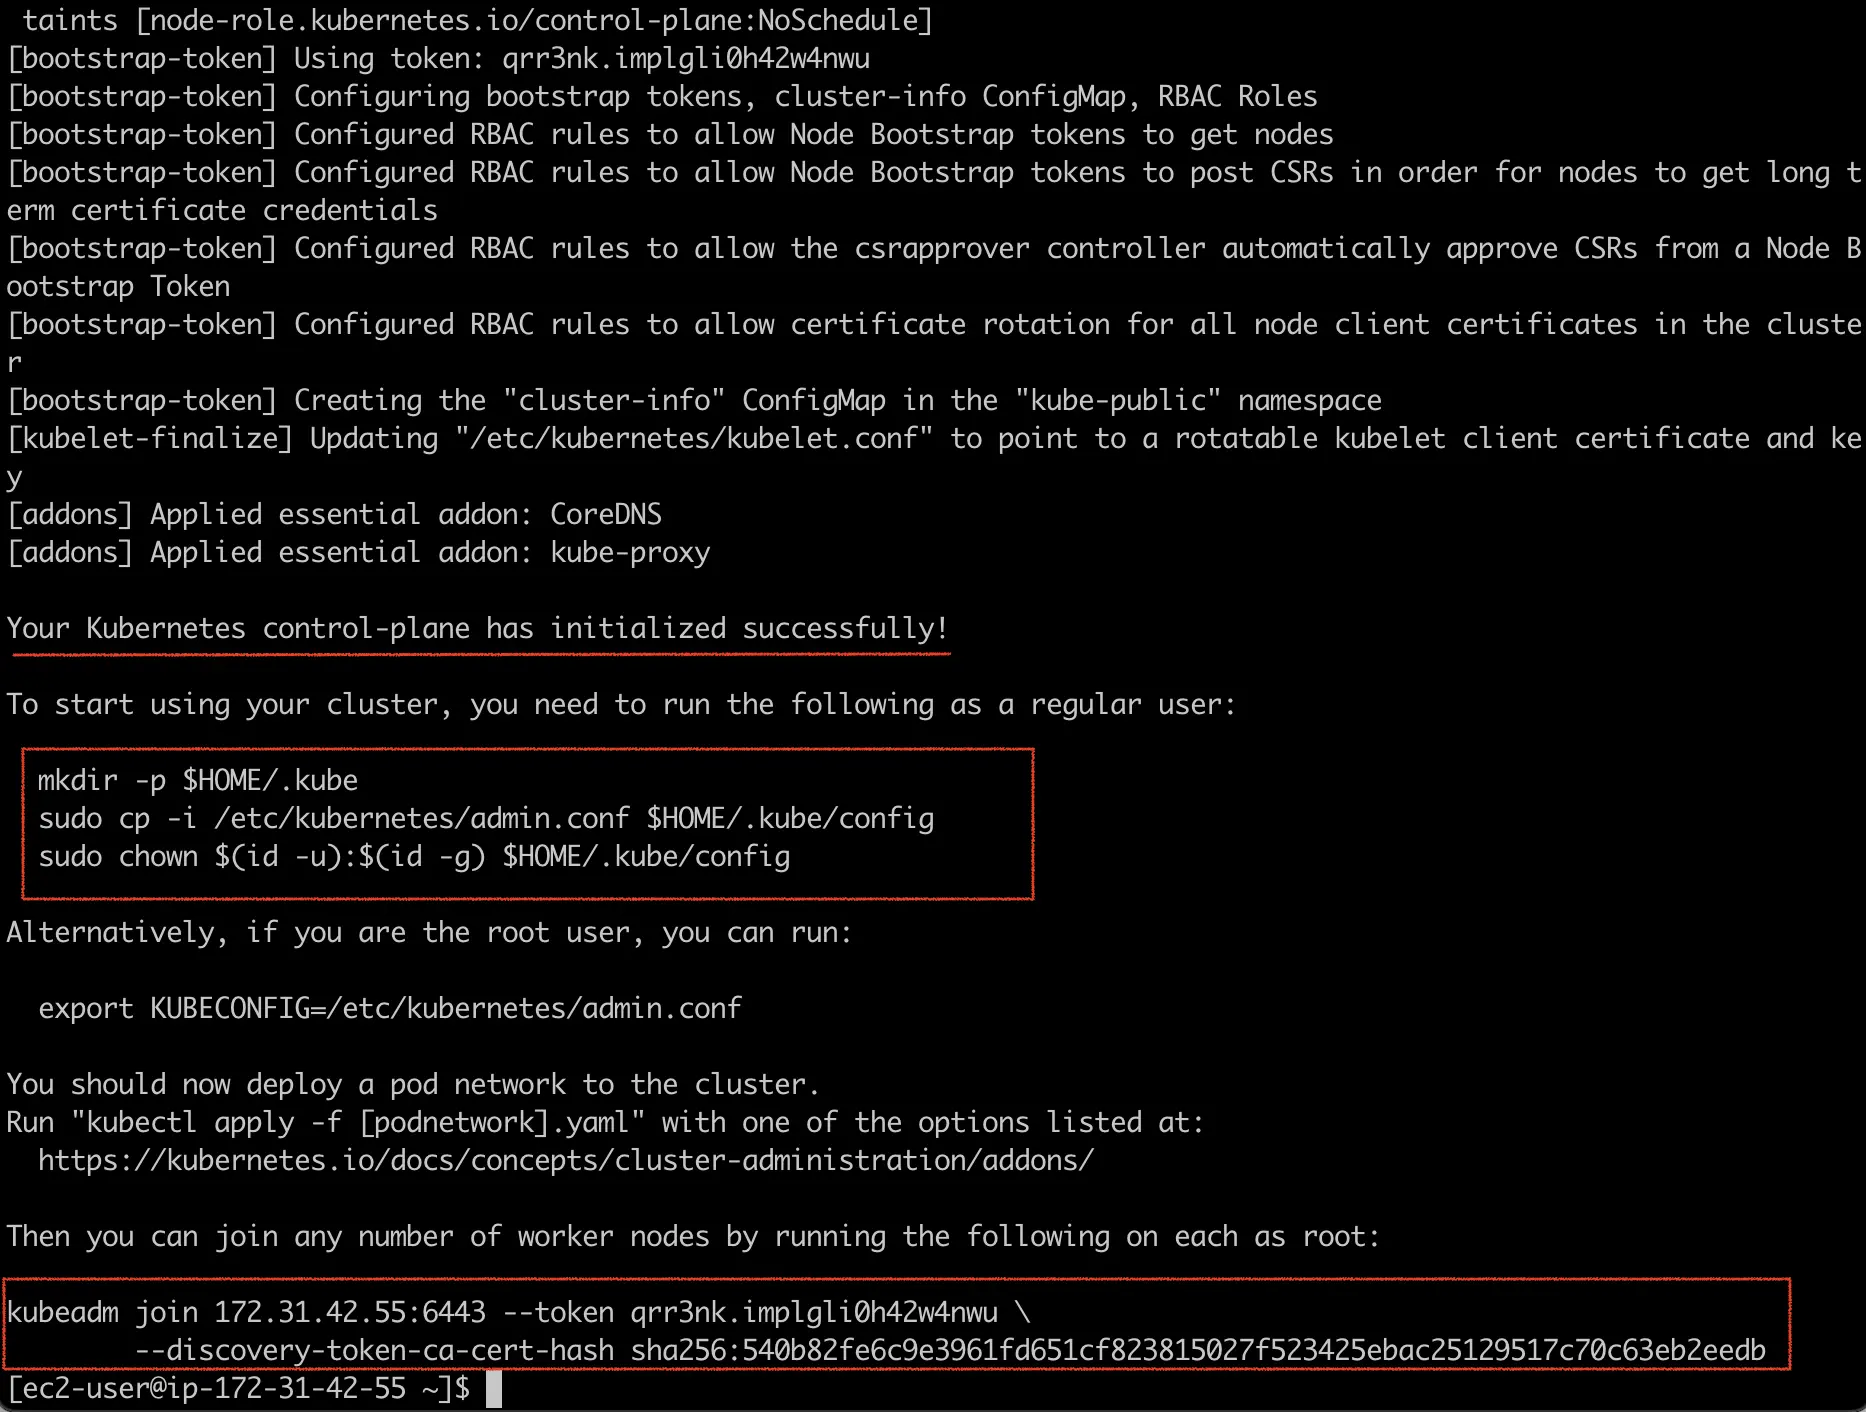 taints [node-role.kubernetes.io/control-plane:NoSchedule]
[bootstrap-token] Using token: qrr3nk.implgli0h42w4nwu
[bootstrap-token] Configuring bootstrap tokens, cluster-info ConfigMap, RBAC Roles
[bootstrap-token] Configured RBAC rules to allow Node Bootstrap tokens to get nodes
[bootstrap-token] Configured RBAC rules to allow Node Bootstrap tokens to post CSRs in order for nodes to get long t
erm certificate credentials
[bootstrap-token] Configured RBAC rules to allow the csrapprover controller automatically approve CSRs from a Node B
ootstrap Token
[bootstrap-token] Configured RBAC rules to allow certificate rotation for all node client certificates in the cluste
r
[bootstrap-token] Creating the "cluster-info" ConfigMap in the "kube-public" namespace
[kubelet-finalize] Updating "/etc/kubernetes/kubelet.conf" to point to a rotatable kubelet client certificate and ke
y
[addons] Applied essential addon: CoreDNS
[addons] Applied essential addon: kube-proxy
Your Kubernetes control-plane has initialized successfully!
To start using your cluster, you need to run the following as a regular user:
mkdir -p $HOME/.kube
sudo cp -i /etc/kubernetes/admin.conf $HOME/.kube/config
sudo chown $(id -u):$(id -g) $HOME/.kube/config
Alternatively, if you are the root user, you can run:
export KUBECONFIG=/etc/kubernetes/admin.conf
You should now deploy a pod network to the cluster.
Run "kubectl apply -f [podnetwork].yaml" with one of the options listed at:
https://kubernetes.io/docs/concepts/cluster-administration/addons/
Then you can join any number of worker nodes by running the following on each as root:
kubeadm join 172.31.42.55:6443 --token qrr3nk.implgli0h42w4nwu \
--discovery-token-ca-cert-hash sha256:540b82fe6c9e3961fd651cf823815027f523425ebac25129517c70c63eb2eedb
[ec2-user@ip-172-31-42-55 ~]$